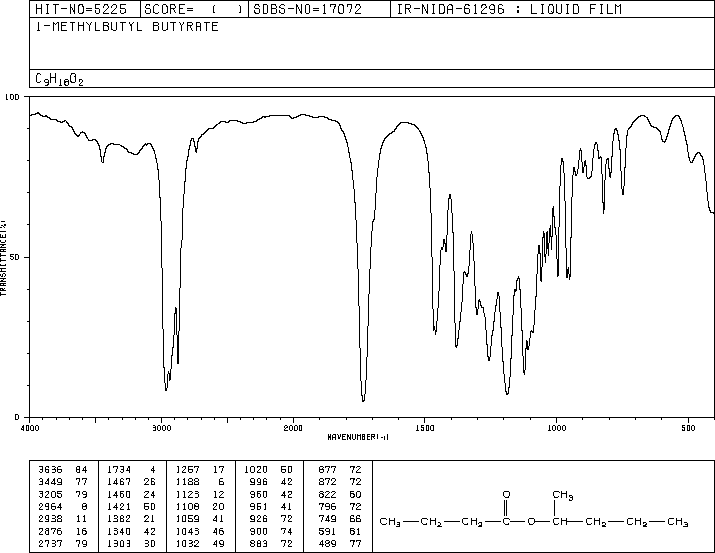 HIT-NO=5225 SCORE= ( ) SDBS-NO=17072 IR-NIDA-61296 : LIQUID FILM
1-METHYLBUTYL BUTYRATE
C9H18O2
100
50
0
TRANSMITTANCE(%)
4000 3000 2000 1500 1000 500
WAVENUMBER(-1)
3636 84 1734 4 1257 17 1020 50 877 72
3449 77 1467 26 1188 6 996 42 872 72
3205 79 1460 24 1123 12 960 42 822 60
2964 8 1421 50 1108 20 951 41 796 72
2938 11 1382 21 1059 41 926 72 749 66
2876 16 1340 42 1043 46 900 74 591 81
2737 79 1303 30 1032 49 883 72 489 77
O CH3
CH3—CH2—CH2—C—O—CH—CH2—CH2—CH3